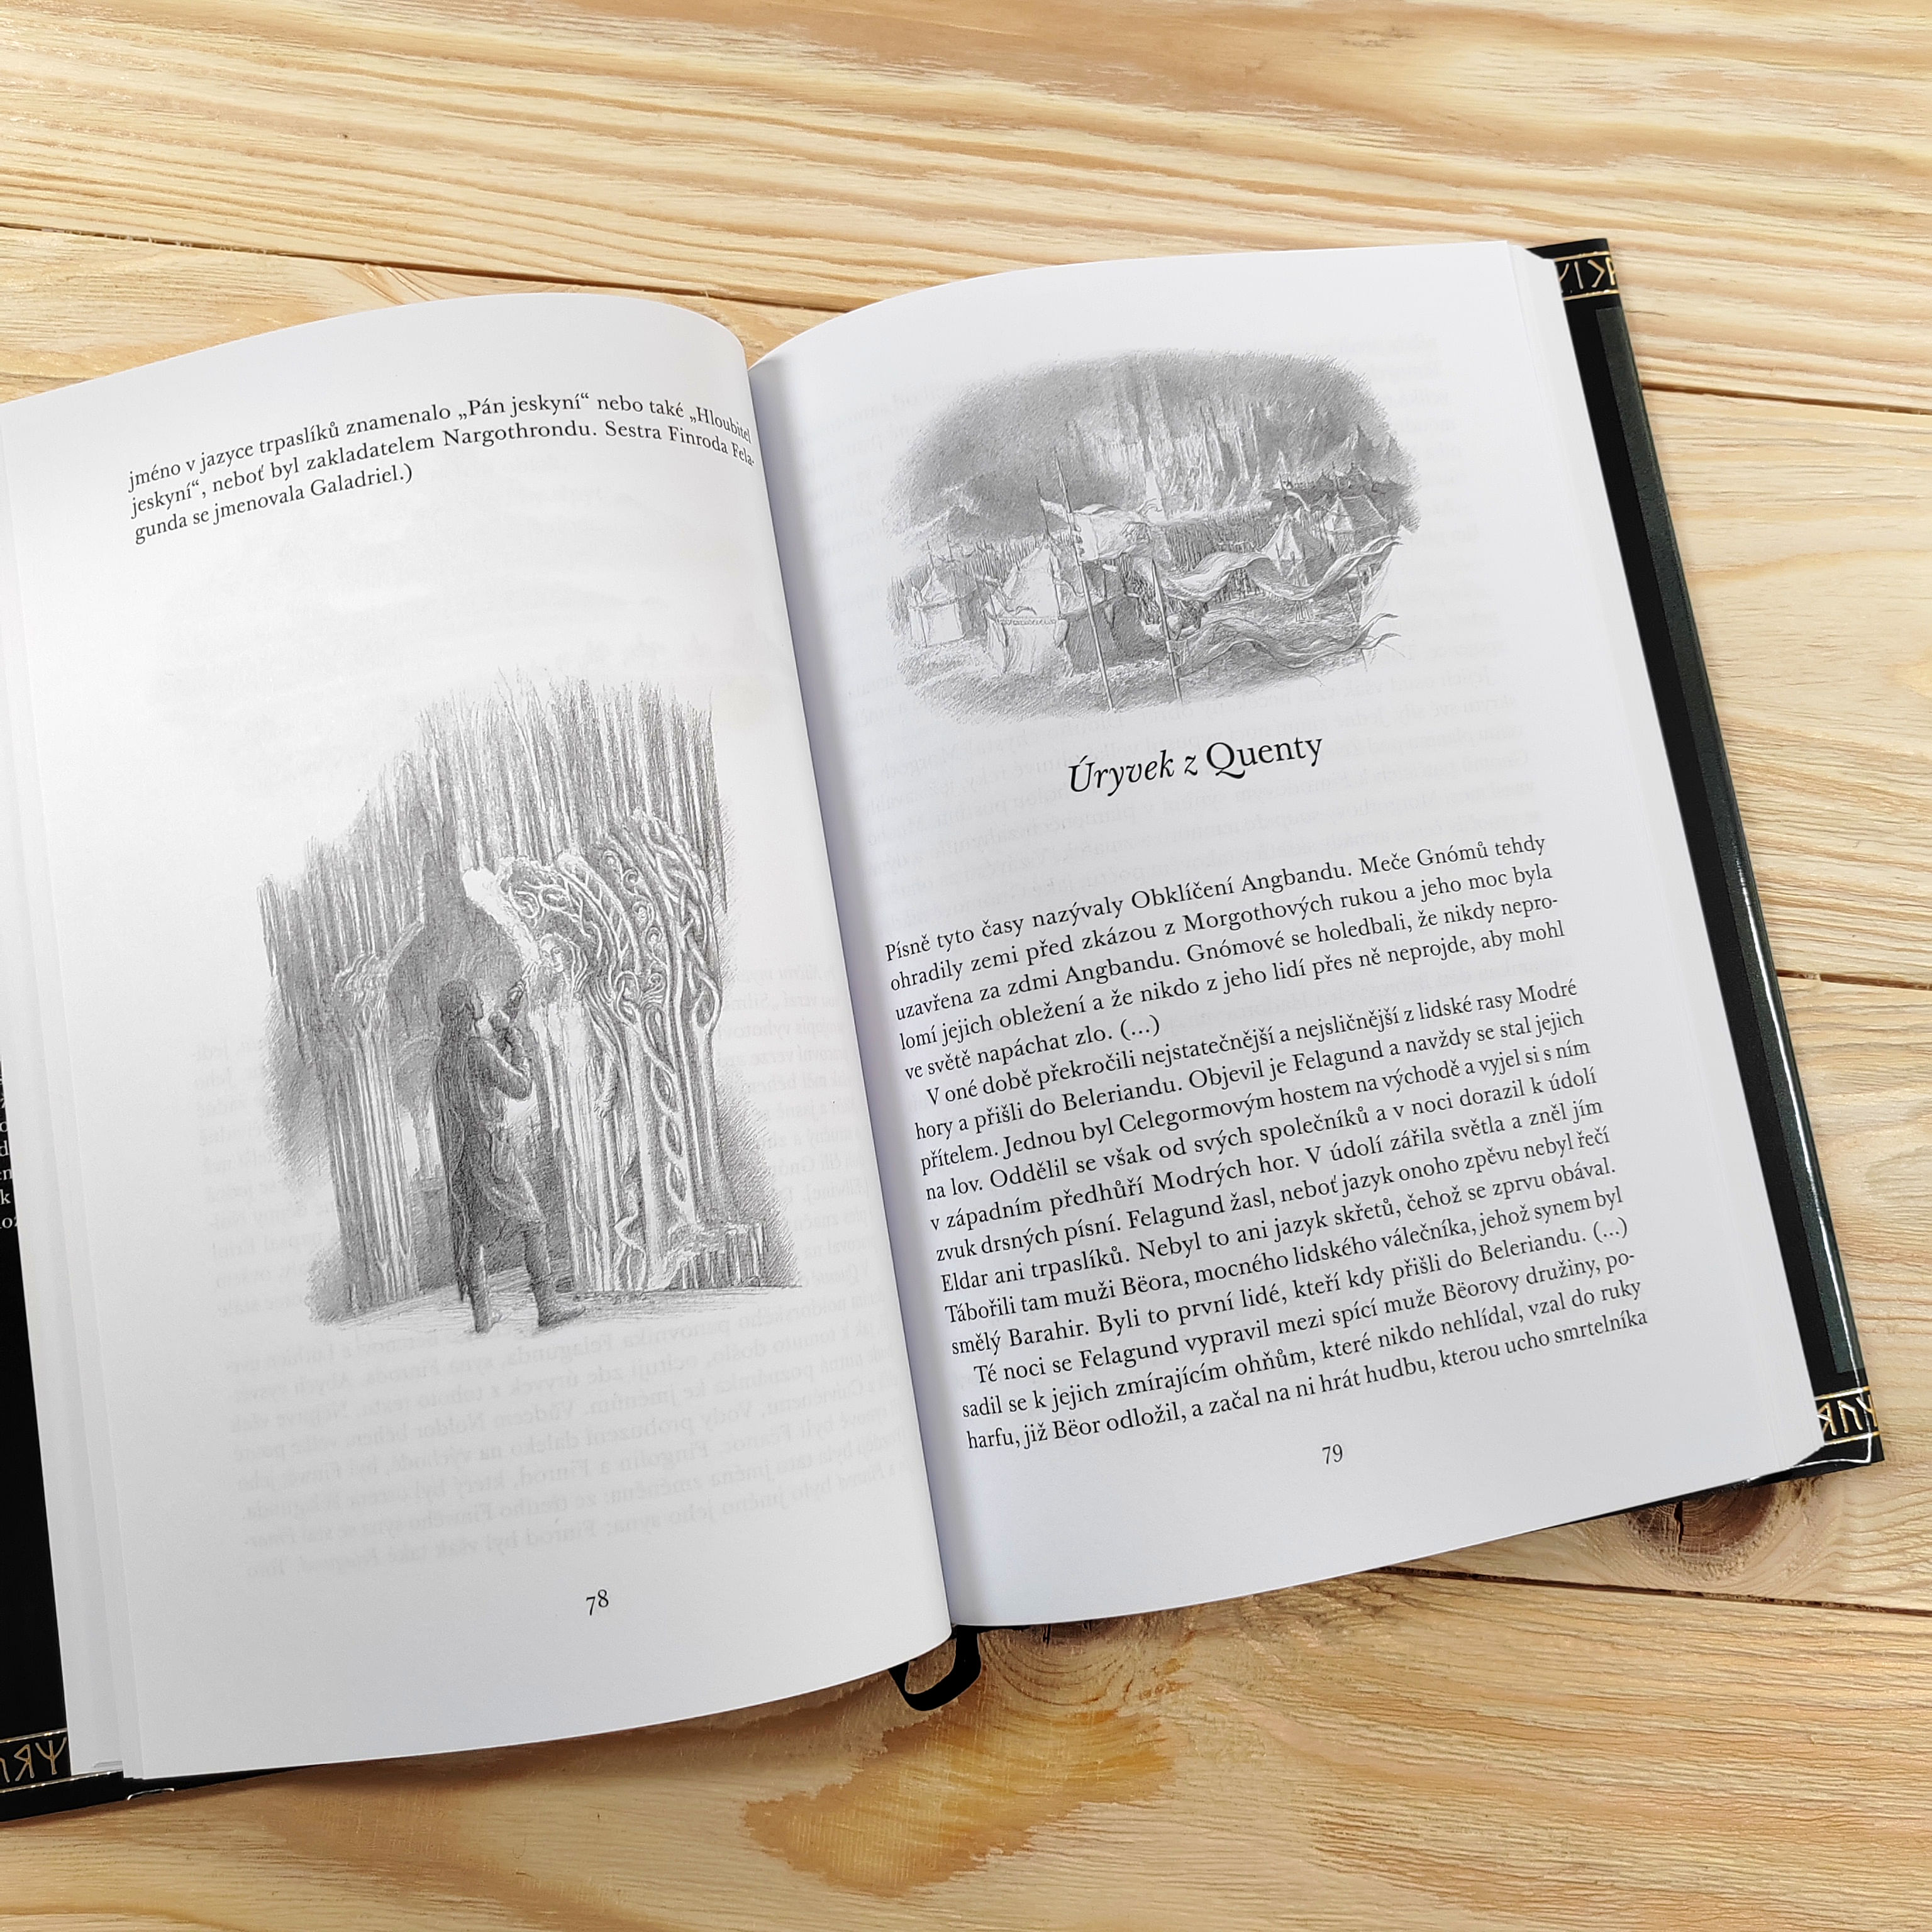 jméno v jazyce trpaslíků znamenalo „Pán jeskyní“ nebo také „Hloubitel
jeskyní“, neboť byl zakladatelem Nargothrondu. Sestra Finroda Fela-
gunda se jmenovala Galadriel.)
78
Úryvek z Quenty
Písně tyto časy nazývaly Obklíčení Angbandu. Meče Gnómů tehdy
ohradily zemi před zkázou z Morgothových rukou a jeho moc byla
uzavřena za zdmi Angbandu. Gnómové se holedbali, že nikdy nepro-
lomí jejich obležení a že nikdo z jeho lidí přes ně neprojde, aby mohl
ve světě napáchat zlo. (…)
V oné době překročili nejstatečnější a nejsličnější z lidské rasy Modré
hory a přišli do Beleriandu. Objevil je Felagund a navždy se stal jejich
přítelem. Jednou byl Celegormovým hostem na východě a vyjel si s ním
na lov. Oddělil se však od svých společníků a v noci dorazil k údolí
v západním předhůří Modrých hor. V údolí zářila světla a zněl jím
zvuk drsných písní. Felagund žasl, neboť jazyk onoho zpěvu nebyl řečí
Eldar ani trpaslíků. Nebyl to ani jazyk skřetů, čehož se zprvu obával.
Tábořili tam muži Bëora, mocného lidského válečníka, jehož synem byl
smělý Barahir. Byli to první lidé, kteří kdy přišli do Beleriandu. (…)
Té noci se Felagund vypravil mezi spící muže Bëorovy družiny, po-
sadil se k jejich zmírajícím ohňům, které nikdo nehlídal, vzal do ruky
harfu, již Bëor odložil, a začal na ni hrát hudbu, kterou ucho smrtelníka
79